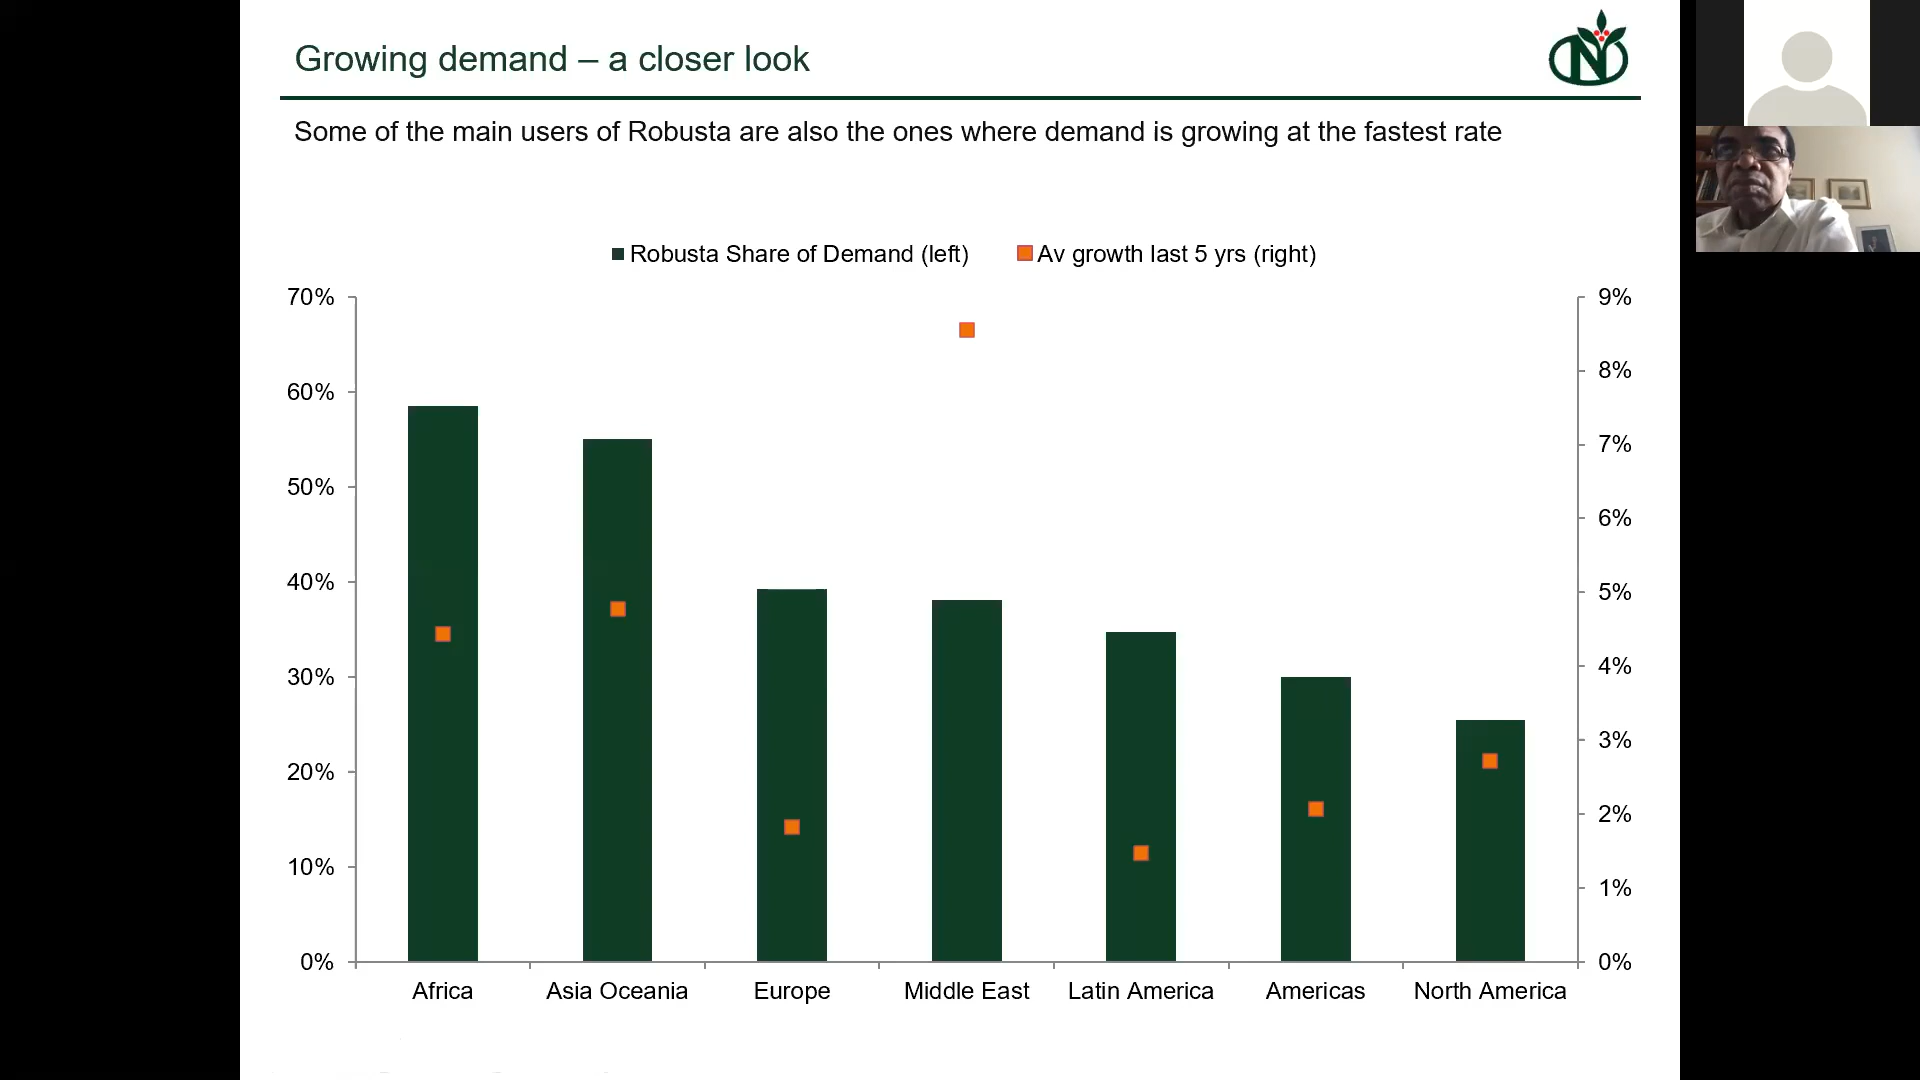 Growing demand – a closer look
N
Some of the main users of Robusta are also the ones where demand is growing at the fastest rate
Robusta Share of Demand (left) Av growth last 5 yrs (right)
70% 9%
60% 8%
50% 7%
40% 6%
30% 5%
20% 4%
10% 3%
0% 2%
1%
0%
Africa Asia Oceania Europe Middle East Latin America Americas North America